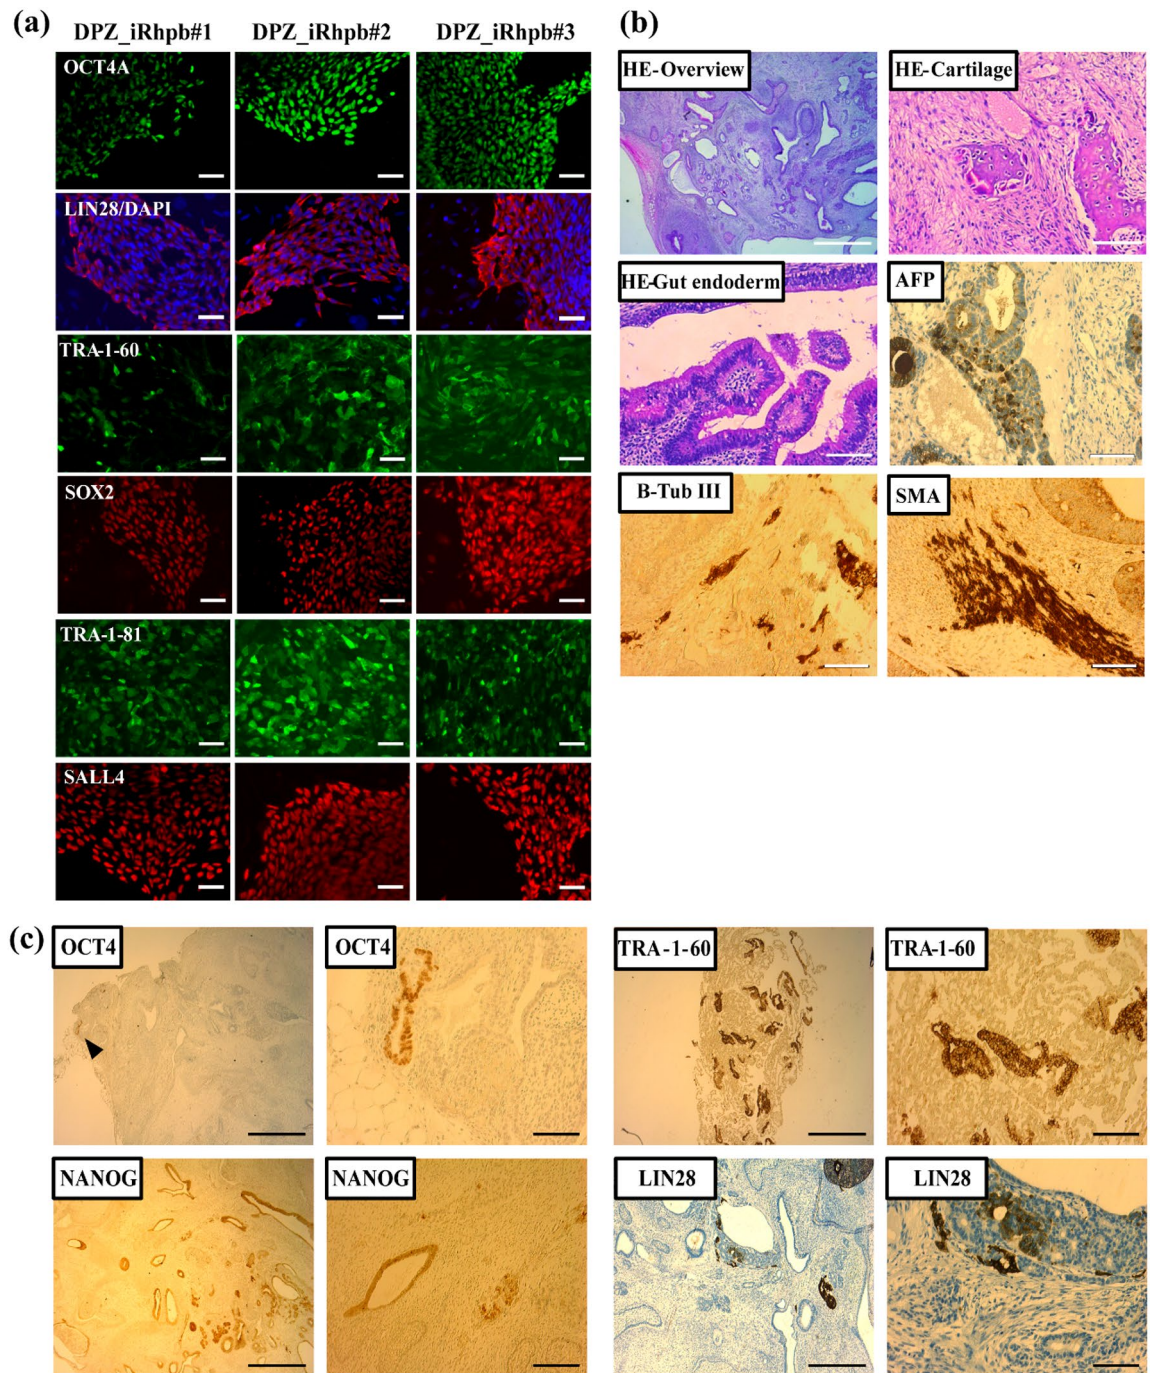 (a)
DPZ_iRhpb#1 DPZ_iRhpb#2 DPZ_iRhpb#3
OCT4A
LIN28/DAPI
TRA-1-60
SOX2
TRA-1-81
SALL4
(b)
HE-Overview HE-Cartilage
HE-Gut endoderm AFP
B-Tub III SMA
(c)
OCT4 OCT4 TRA-1-60 TRA-1-60
NANOG NANOG LIN28 LIN28